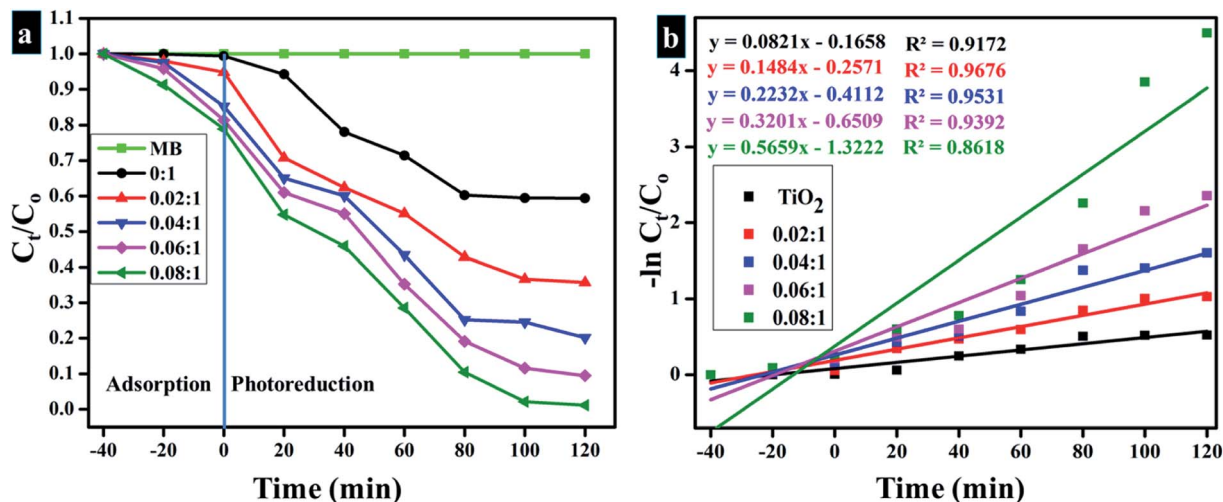 a
1.1
1.0
0.9
0.8
0.7
0.6
0.5
0.4
0.3
0.2
0.1
0.0
Cₜ/Cₒ
MB
0:1
0.02:1
0.04:1
0.06:1
0.08:1
Adsorption Photoreduction
-40 -20 0 20 40 60 80 100 120
Time (min)
b
y = 0.0821x - 0.1658 R² = 0.9172
y = 0.1484x - 0.2571 R² = 0.9676
y = 0.2232x - 0.4112 R² = 0.9531
y = 0.3201x - 0.6509 R² = 0.9392
y = 0.5659x - 1.3222 R² = 0.8618
4
3
2
1
0
-ln Cₜ/Cₒ
TiO₂
0.02:1
0.04:1
0.06:1
0.08:1
-40 -20 0 20 40 60 80 100 120
Time (min)